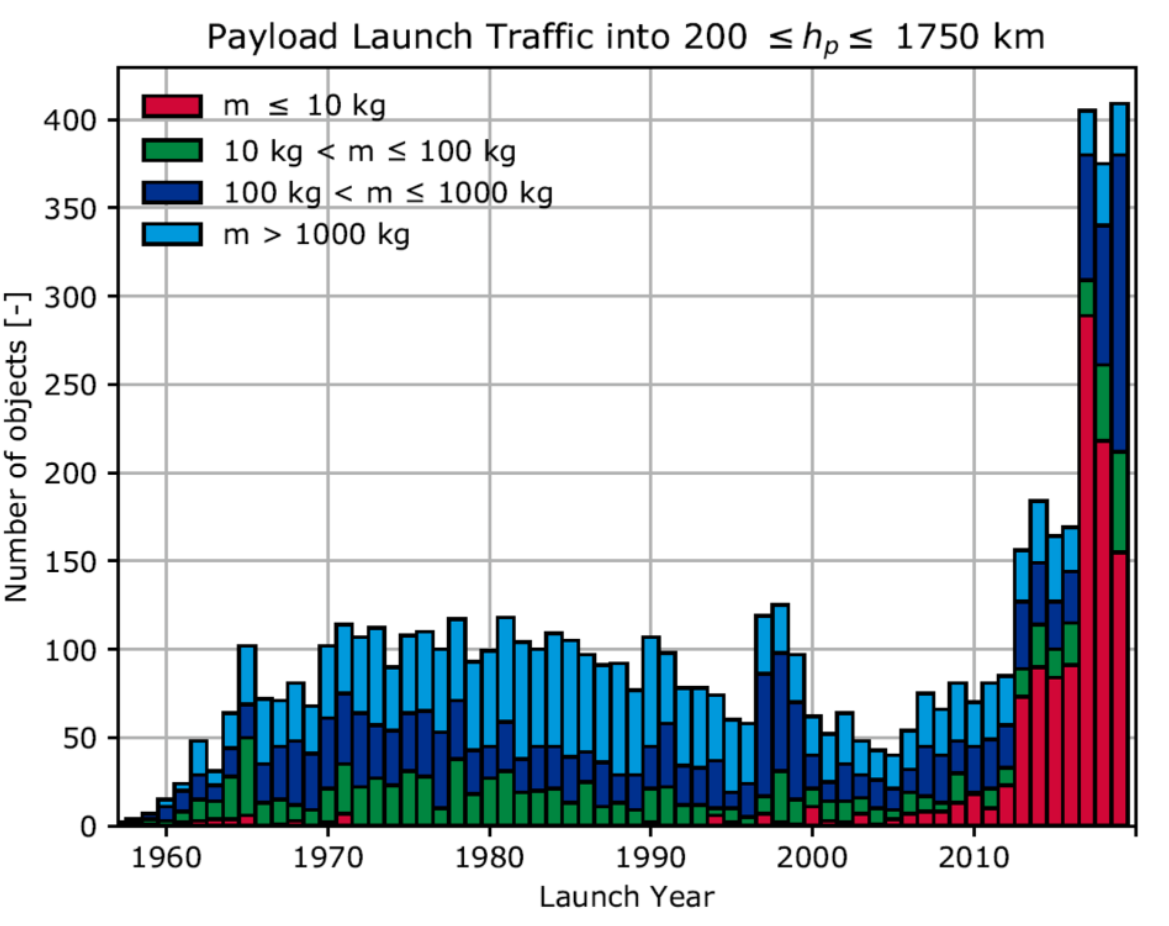 Payload Launch Traffic into 200 ≤ hₚ ≤ 1750 km
m ≤ 10 kg
10 kg < m ≤ 100 kg
100 kg < m ≤ 1000 kg
m > 1000 kg
Number of objects [-]
400
350
300
250
200
150
100
50
0
1960 1970 1980 1990 2000 2010
Launch Year